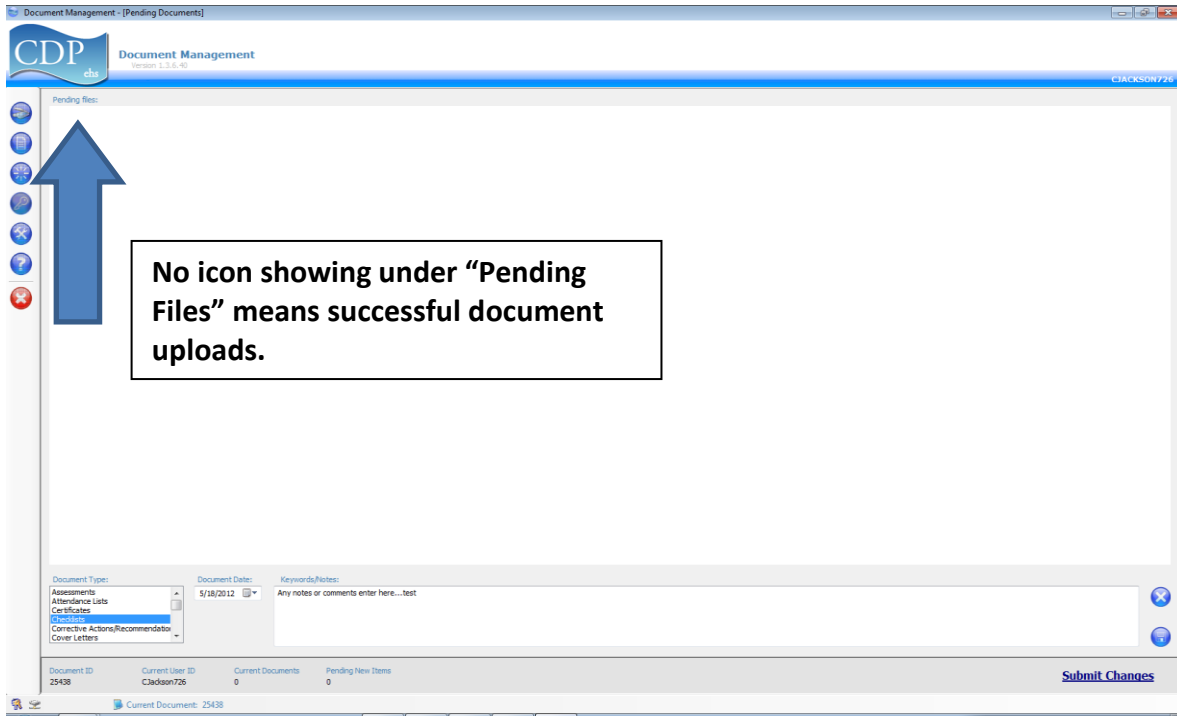 Document Management - [Pending Documents]
CDP
ehs
Document Management
Version 1.3.6.40
CJACKSON726
Pending files:
No icon showing under “Pending
Files” means successful document
uploads.
Document Type:
Document Date:
Keywords/Notes:
Assessments
Attendance Lists
Certificates
Checklists
Corrective Actions/Recommendation
Cover Letters
5/18/2012
Any notes or comments enter here...test
Document ID
Current User ID
Current Documents
Pending New Items
25438
CJackson726
0
0
Submit Changes
Current Document: 25438